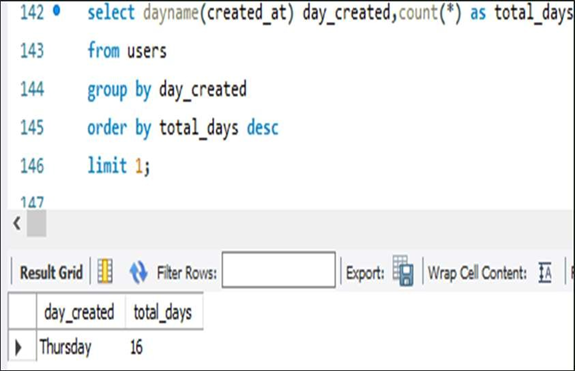 142 select dayname(created_at) day_created,count(*) as total_days
143 from users
144 group by day_created
145 order by total_days desc
146 limit 1;
147
Result Grid Filter Rows: Export: Wrap Cell Content:
day_created total_days
Thursday 16